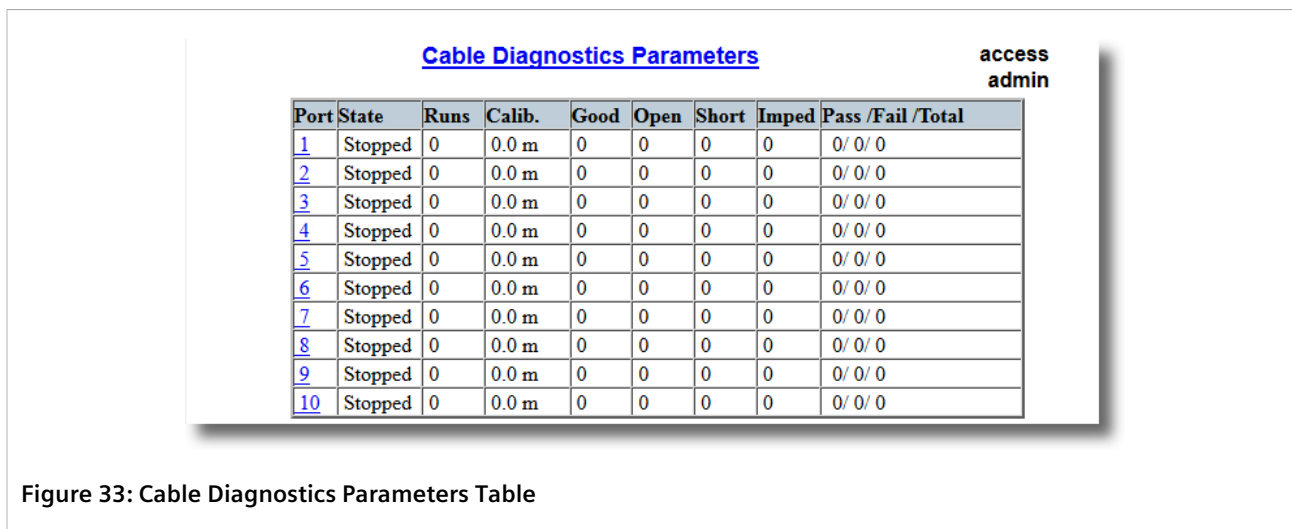 Cable Diagnostics Parameters
access
admin
Port State Runs Calib. Good Open Short Imped Pass /Fail /Total
1 Stopped 0 0.0 m 0 0 0 0 0/ 0/ 0
2 Stopped 0 0.0 m 0 0 0 0 0/ 0/ 0
3 Stopped 0 0.0 m 0 0 0 0 0/ 0/ 0
4 Stopped 0 0.0 m 0 0 0 0 0/ 0/ 0
5 Stopped 0 0.0 m 0 0 0 0 0/ 0/ 0
6 Stopped 0 0.0 m 0 0 0 0 0/ 0/ 0
7 Stopped 0 0.0 m 0 0 0 0 0/ 0/ 0
8 Stopped 0 0.0 m 0 0 0 0 0/ 0/ 0
9 Stopped 0 0.0 m 0 0 0 0 0/ 0/ 0
10 Stopped 0 0.0 m 0 0 0 0 0/ 0/ 0
Figure 33: Cable Diagnostics Parameters Table